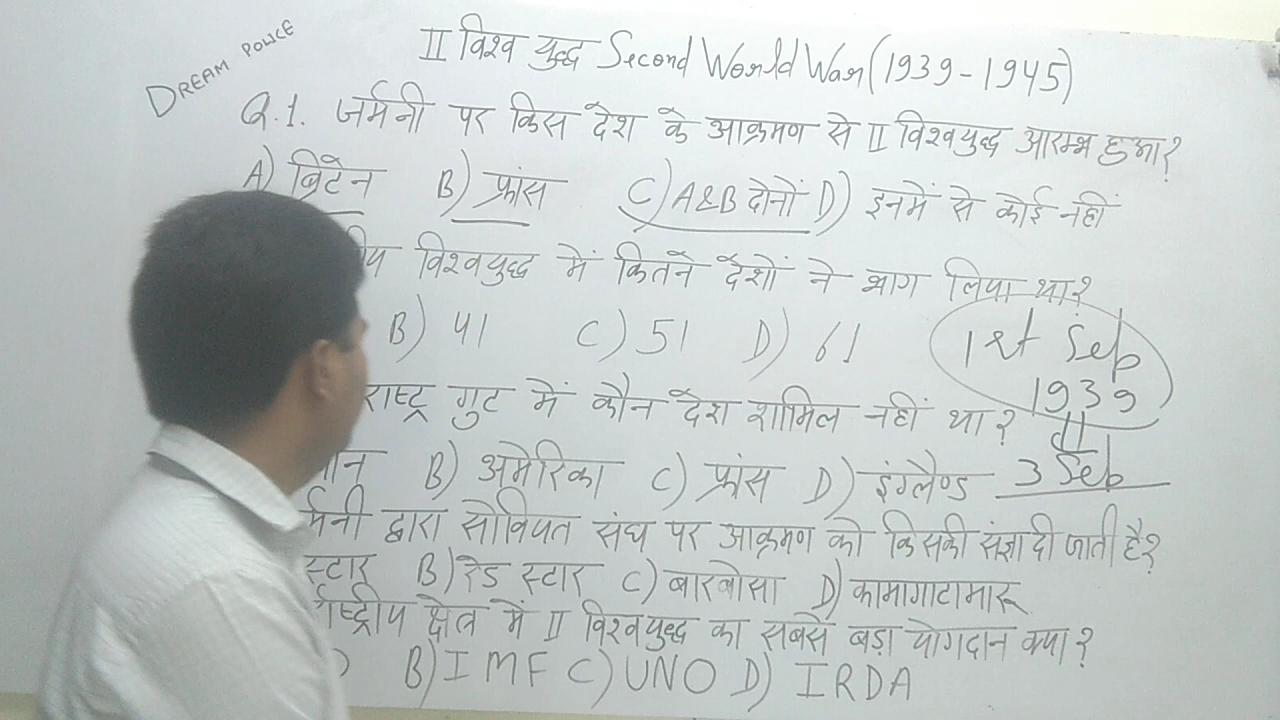 DREAM POLICE
II विश्व युद्ध Second World War (1939-1945)
Q.1. जर्मनी पर किस देश के आक्रमण से II विश्वयुद्ध आरम्भ हुआ?
A) ब्रिटेन B) फ्रांस C) A&B दोनों D) इनमें से कोई नहीं
विश्वयुद्ध में कितने देशों ने भाग लिया था?
B) 41 C) 51 D) 61
1st Seb
1939
राष्ट्र गुट में कौन देश शामिल नहीं था?
B) अमेरिका C) फ्रांस D) इंग्लैण्ड
3 Seb
र्मनी द्वारा सोवियत संघ पर आक्रमण को किसकी संज्ञा दी जाती है?
स्टार B) रेड स्टार C) बारबोसा D) कामागाटामारू
राष्ट्रीय क्षेत्र में II विश्वयुद्ध का सबसे बड़ा योगदान क्या?
B) IMF C) UNO D) IRDA